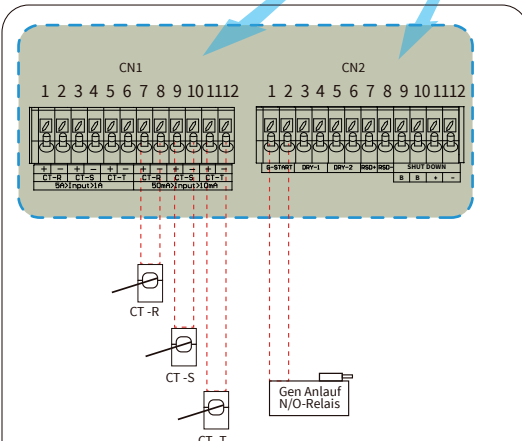 CN1
CN2
1 2 3 4 5 6 7 8 9 10 11 12
1 2 3 4 5 6 7 8 9 10 11 12
+ - + - + - + - + - + -
CT-R CT-S CT-T CT-R CT-S CT-T
5A>Input>1A 50mA>Input>10mA
G-START DRY-1 DRY-2 RSD+ RSD- SHUT DOWN
B B + -
CT -R
CT -S
CT -T
Gen Anlauf
N/O-Relais